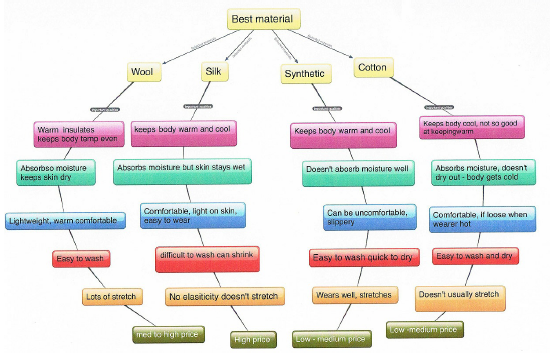 Best material
Wool
Silk
Synthetic
Cotton
Warm insulates
keeps body tamp even
keeps body warm and cool
Keeps body warm and cool
Keeps body cool, not so good
at keepingwarm
Absorbso moisture
keeps skin dry
Absorbs moisture but skin stays wet
Doeen't absorb moisture well
Absorbs moisture, doesn't
dry out - body gets cold
Lightweight, warm comfortable
Comfortable, light on skin,
easy to wear
Can be uncomfortable,
slippery
Comfortable, if loose when
wearer hot
Easy to wash
difficult to wash can shrink
Easy to wash quick to dry
Easy to wash and dry
Lots of stretch
No elasiticity doesn't stretch
Wears well, stretches
Doesn't usually stretch
med to high price
High price
Low - medium price
Low -medium price